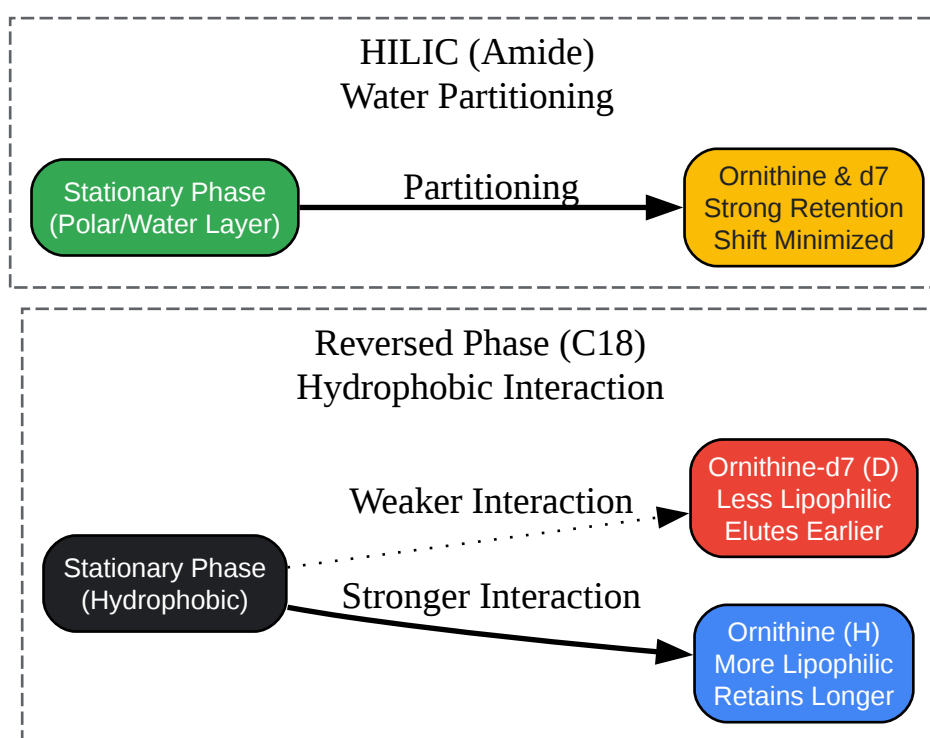 HILIC (Amide)
Water Partitioning
Stationary Phase
(Polar/Water Layer)
Partitioning
Ornithine & d7
Strong Retention
Shift Minimized
Reversed Phase (C18)
Hydrophobic Interaction
Stationary Phase
(Hydrophobic)
Weaker Interaction
Stronger Interaction
Ornithine-d7 (D)
Less Lipophilic
Elutes Earlier
Ornithine (H)
More Lipophilic
Retains Longer